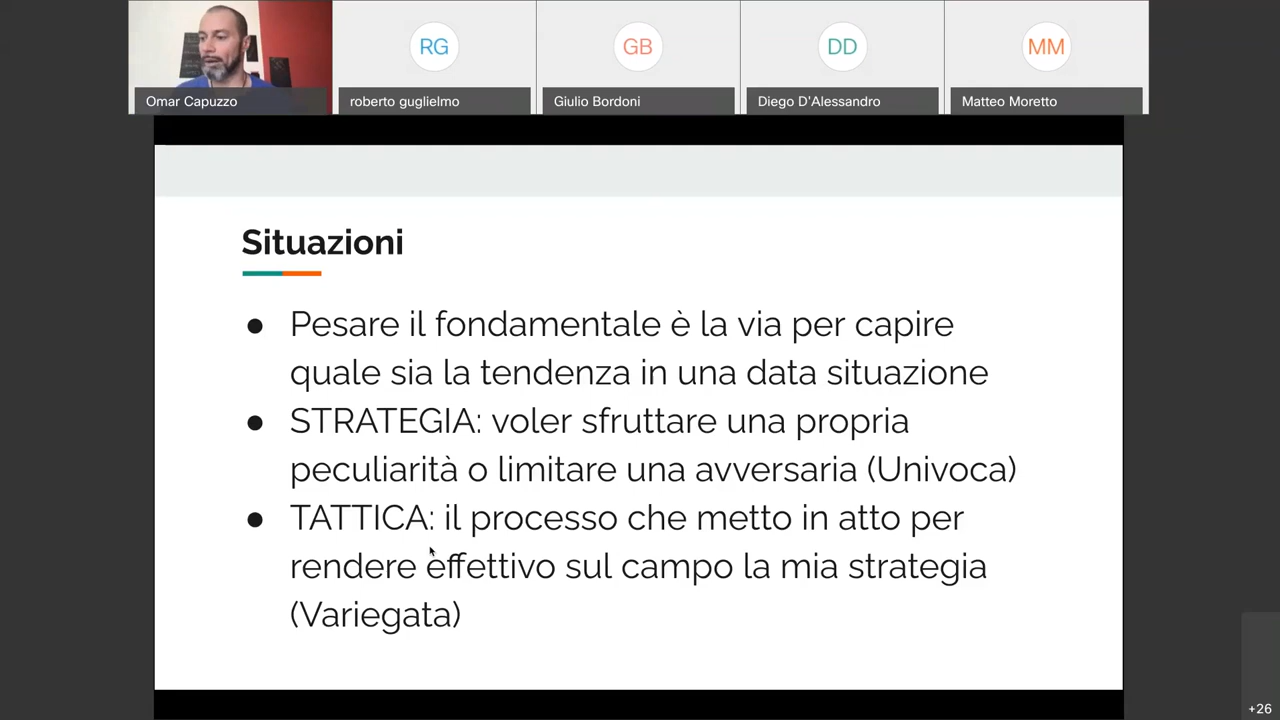 RG
GB
DD
MM
Omar Capuzzo
roberto guglielmo
Giulio Bordoni
Diego D'Alessandro
Matteo Moretto
Situazioni
● Pesare il fondamentale è la via per capire
quale sia la tendenza in una data situazione
● STRATEGIA: voler sfruttare una propria
peculiarità o limitare una avversaria (Univoca)
● TATTICA: il processo che metto in atto per
rendere effettivo sul campo la mia strategia
(Variegata)
+26